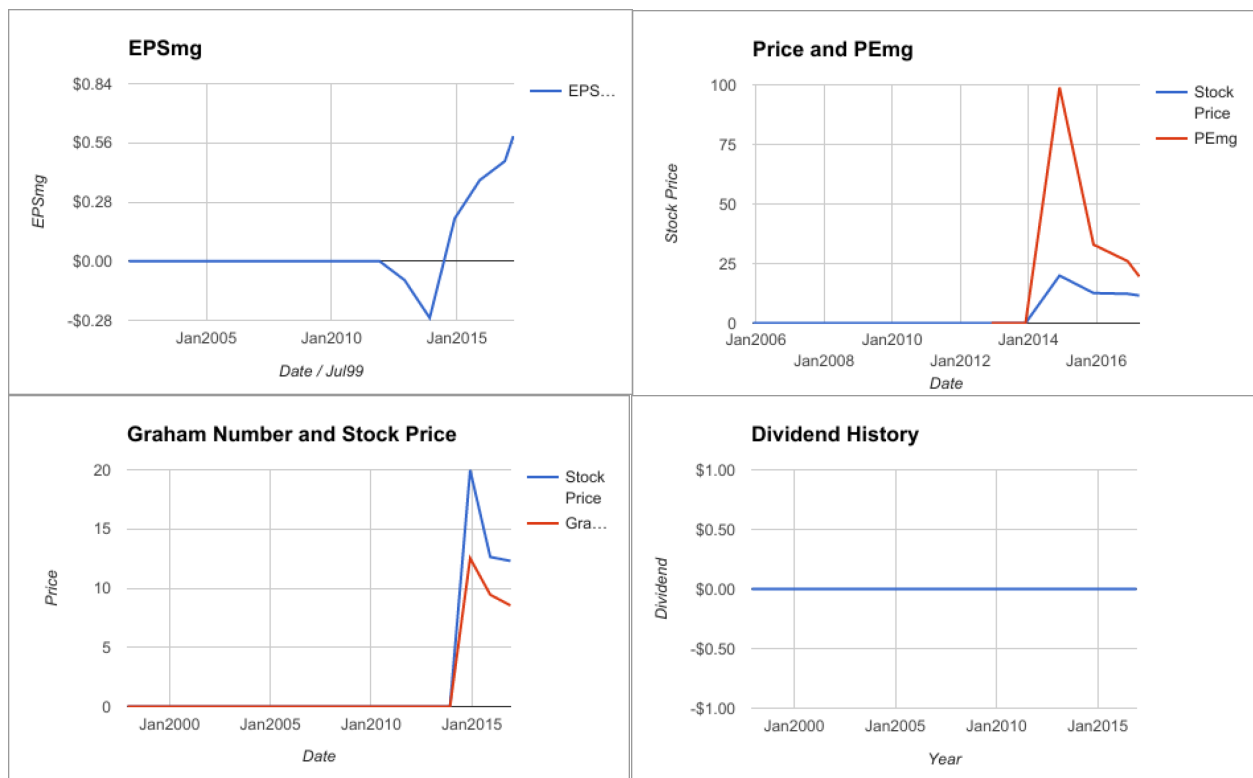 EPSmg
$0.84
$0.56
$0.28
$0.00
-$0.28
EPSmg
Jan2005
Jan2010
Jan2015
Date / Jul99
EPS…
Price and PEmg
100
75
50
25
0
Stock Price
Jan2006
Jan2008
Jan2010
Jan2012
Jan2014
Jan2016
Date
Stock
Price
PEmg
Graham Number and Stock Price
20
15
10
5
0
Price
Jan2000
Jan2005
Jan2010
Jan2015
Date
Stock
Price
Gra…
Dividend History
$1.00
$0.50
$0.00
-$0.50
-$1.00
Dividend
Jan2000
Jan2005
Jan2010
Jan2015
Year